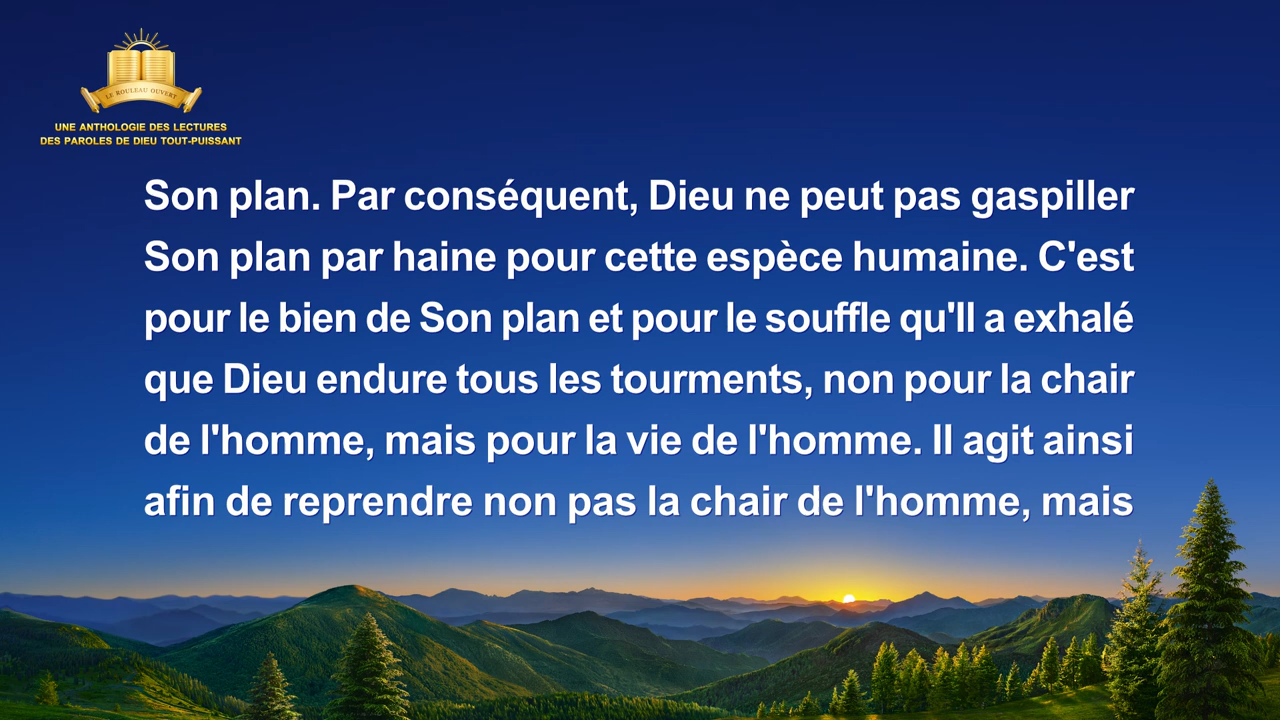 LE ROULEAU OUVERT
UNE ANTHOLOGIE DES LECTURES
DES PAROLES DE DIEU TOUT-PUISSANT
Son plan. Par conséquent, Dieu ne peut pas gaspiller
Son plan par haine pour cette espèce humaine. C'est
pour le bien de Son plan et pour le souffle qu'Il a exhalé
que Dieu endure tous les tourments, non pour la chair
de l'homme, mais pour la vie de l'homme. Il agit ainsi
afin de reprendre non pas la chair de l'homme, mais